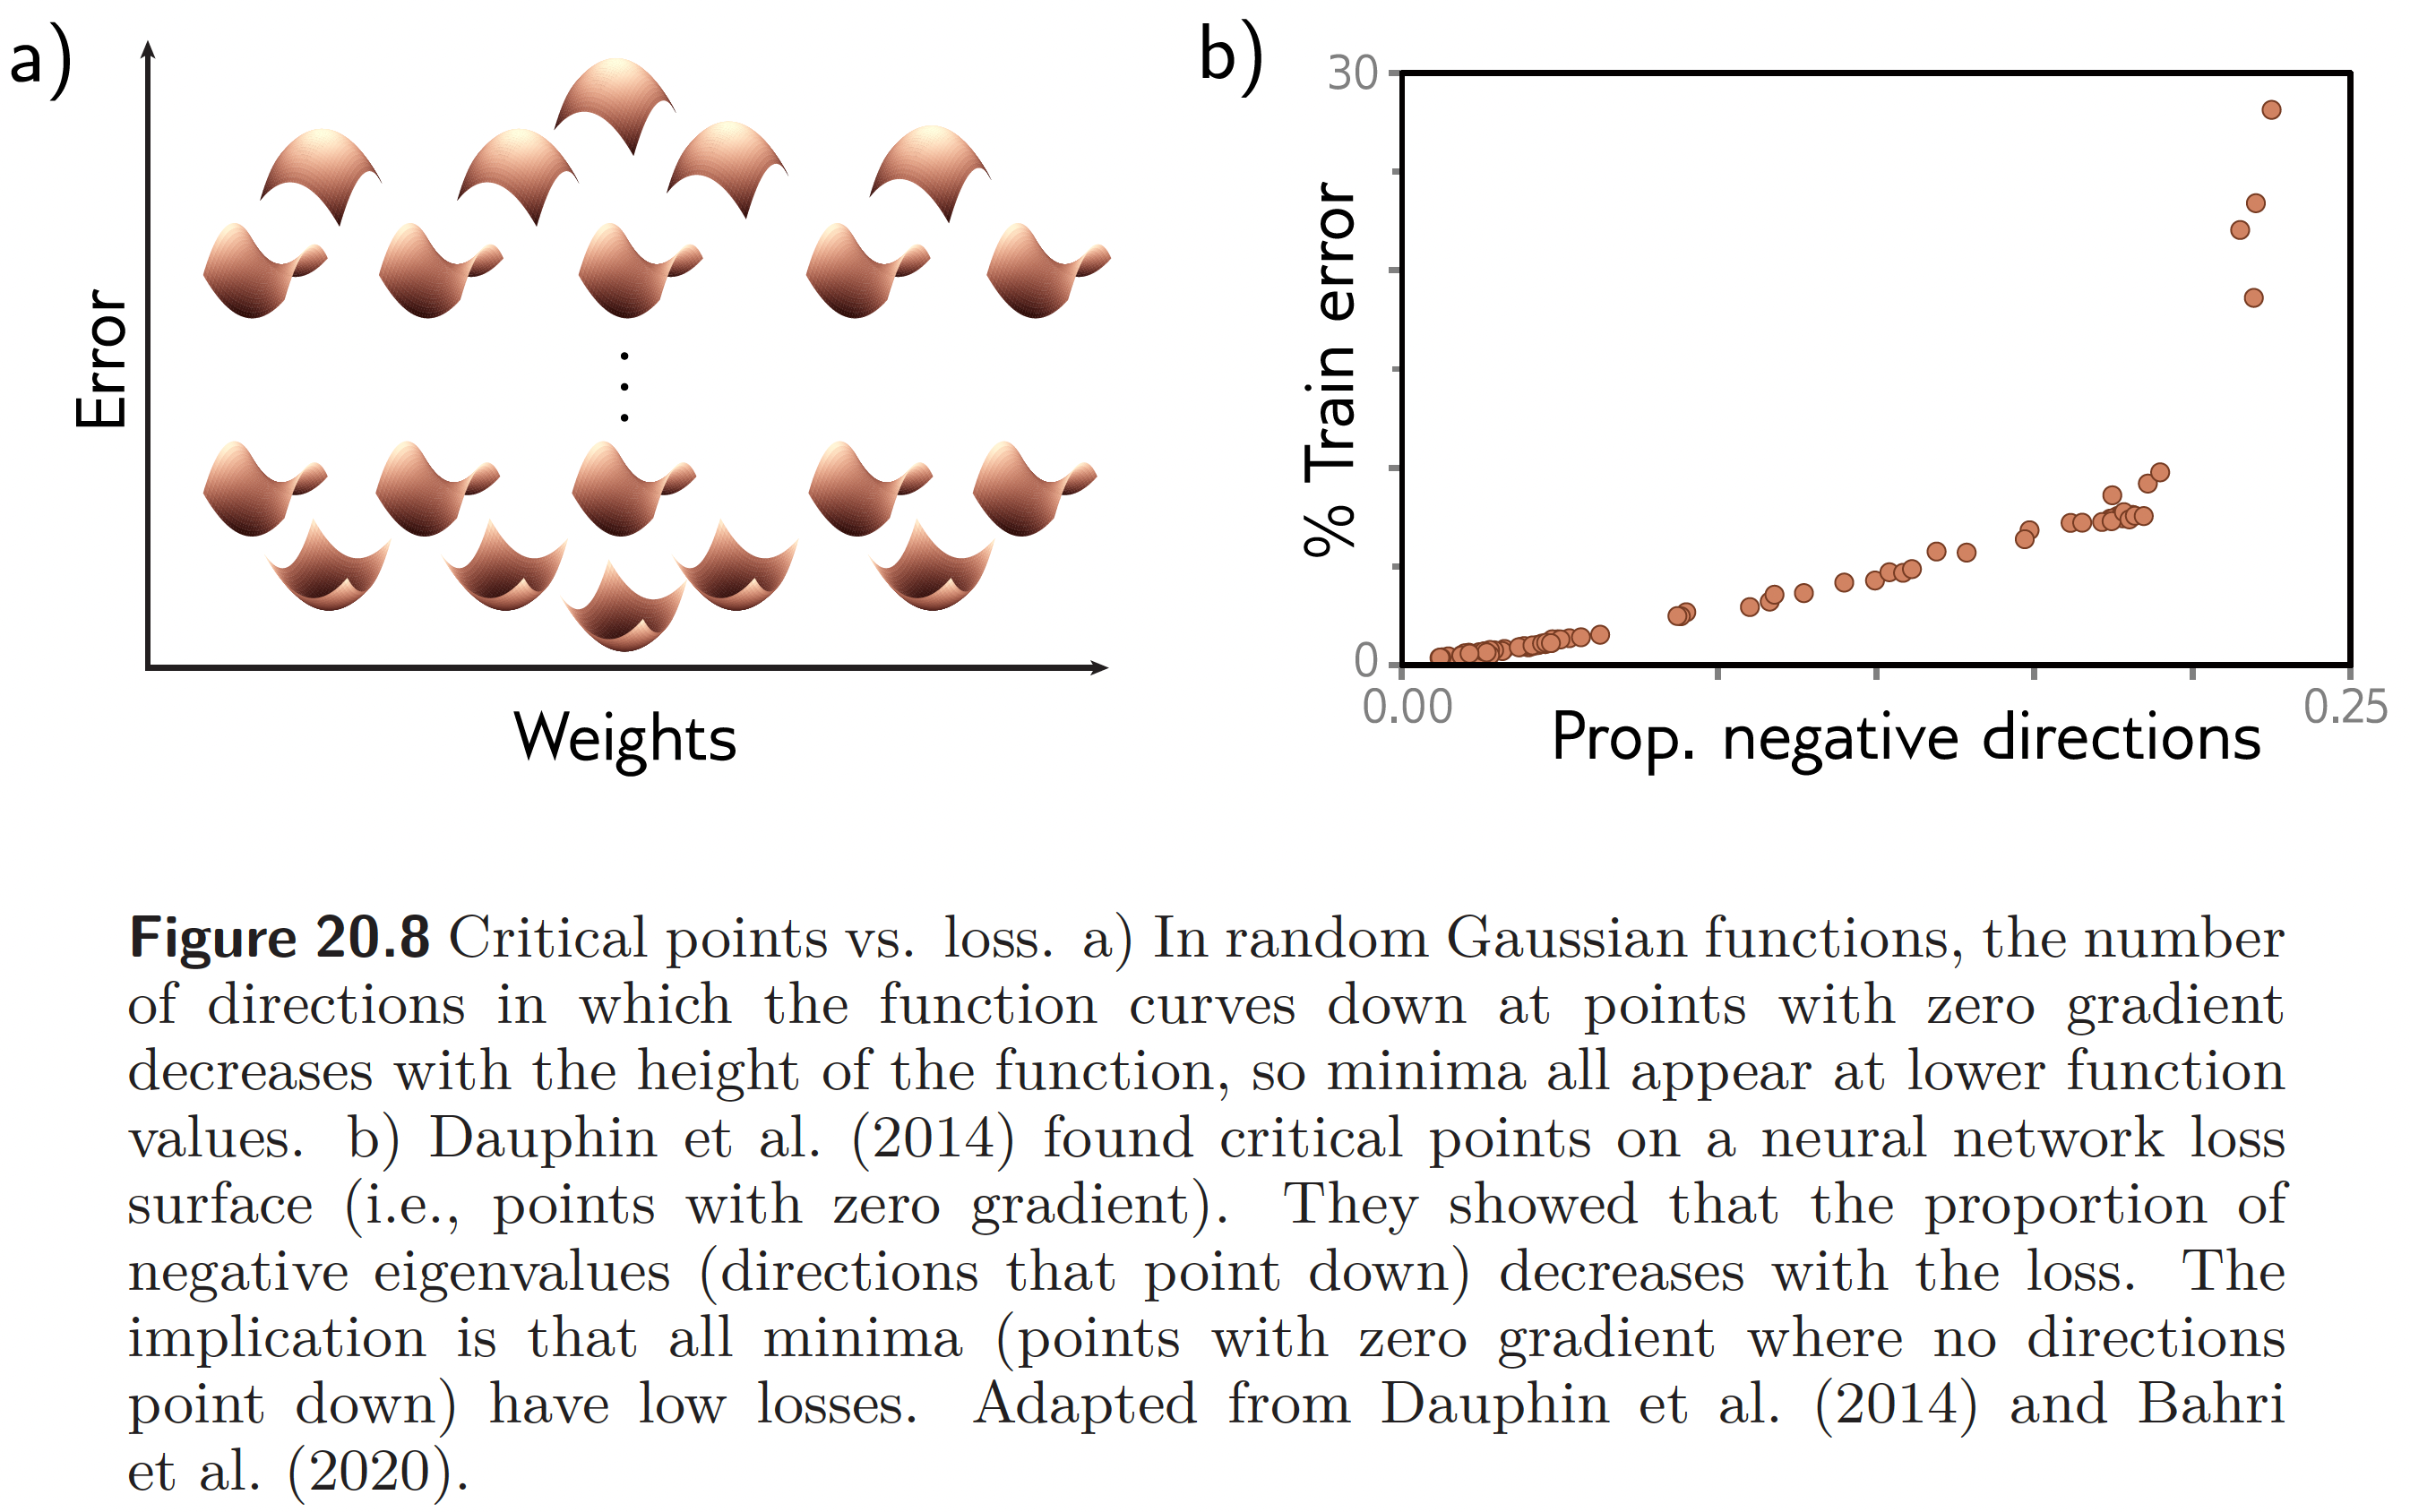 a)
Error
Weights
b)
30
% Train error
0
0.00
0.25
Prop. negative directions
Figure 20.8 Critical points vs. loss. a) In random Gaussian functions, the number
of directions in which the function curves down at points with zero gradient
decreases with the height of the function, so minima all appear at lower function
values. b) Dauphin et al. (2014) found critical points on a neural network loss
surface (i.e., points with zero gradient). They showed that the proportion of
negative eigenvalues (directions that point down) decreases with the loss. The
implication is that all minima (points with zero gradient where no directions
point down) have low losses. Adapted from Dauphin et al. (2014) and Bahri
et al. (2020).